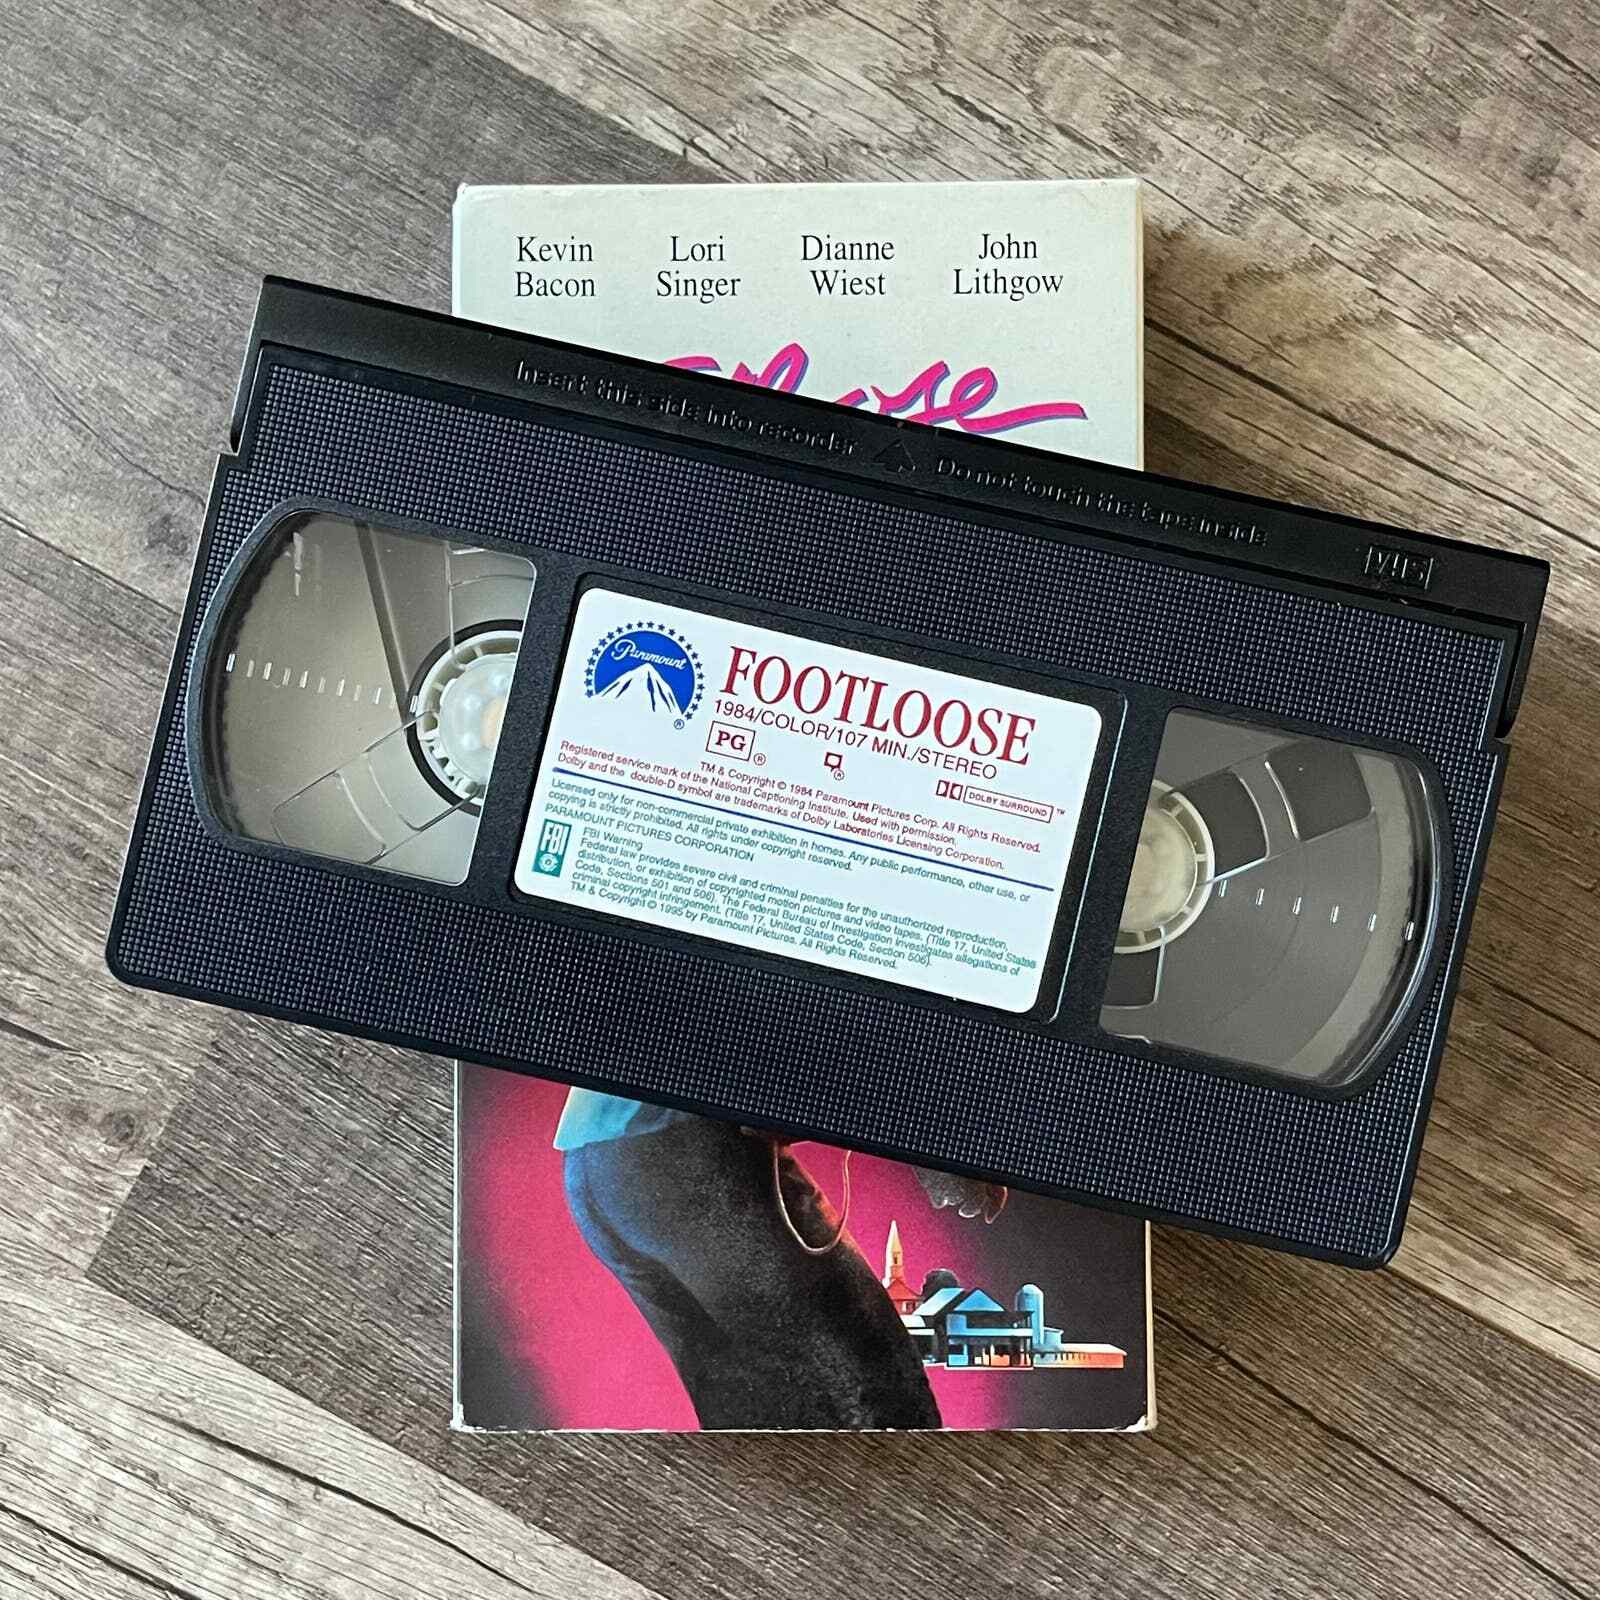 Kevin Bacon
Lori Singer
Dianne Wiest
John Lithgow
Insert this side into recorder
Do not touch the tape inside
VHS
Paramount
®
FOOTLOOSE
1984/COLOR/107 MIN./STEREO
PG ®
®
DOLBY SURROUND ™
TM & Copyright © 1984 Paramount Pictures Corp. All Rights Reserved.
Registered service mark of the National Captioning Institute. Used with permission.
Dolby and the double-D symbol are trademarks of Dolby Laboratories Licensing Corporation.
Licensed only for non-commercial private exhibition in homes. Any public performance, other use, or
copying is strictly prohibited. All rights under copyright reserved.
PARAMOUNT PICTURES CORPORATION
FBI
FBI Warning
Federal law provides severe civil and criminal penalties for the unauthorized reproduction,
distribution, or exhibition of copyrighted motion pictures and video tapes. (Title 17, United States
Code, Sections 501 and 506). The Federal Bureau of Investigation investigates allegations of
criminal copyright infringement. (Title 17, United States Code, Section 506).
TM & Copyright © 1995 by Paramount Pictures. All Rights Reserved.